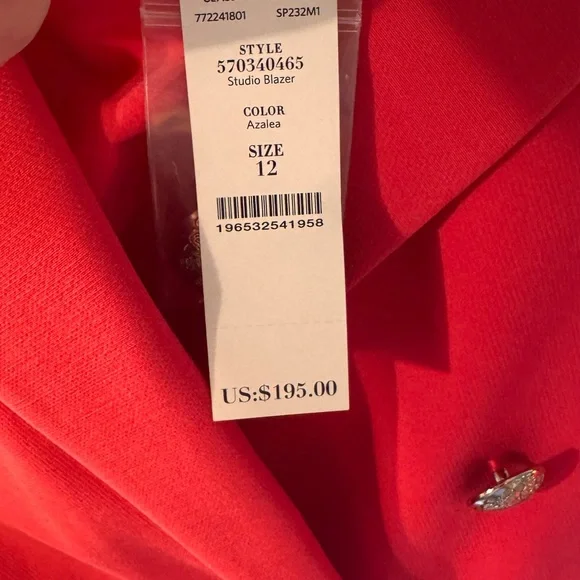 772241801 SP232M1
STYLE
570340465
Studio Blazer
COLOR
Azalea
SIZE
12
196532541958
US:$195.00